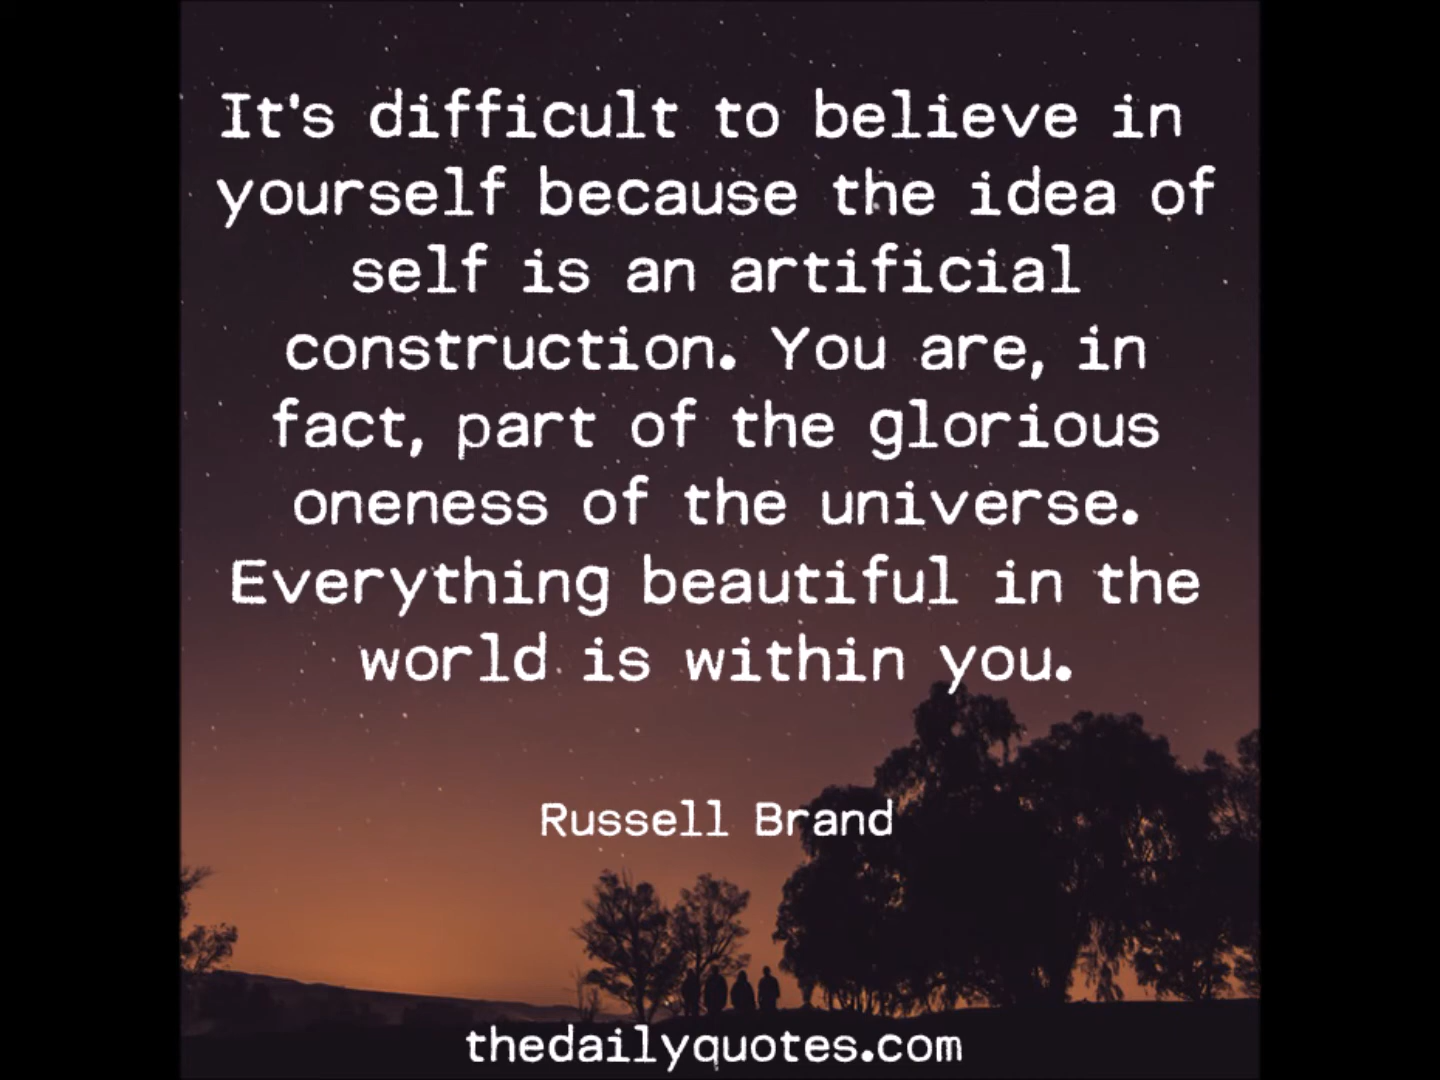 It's difficult to believe in
yourself because the idea of
self is an artificial
construction. You are, in
fact, part of the glorious
oneness of the universe.
Everything beautiful in the
world is within you.
Russell Brand
thedailyquotes.com